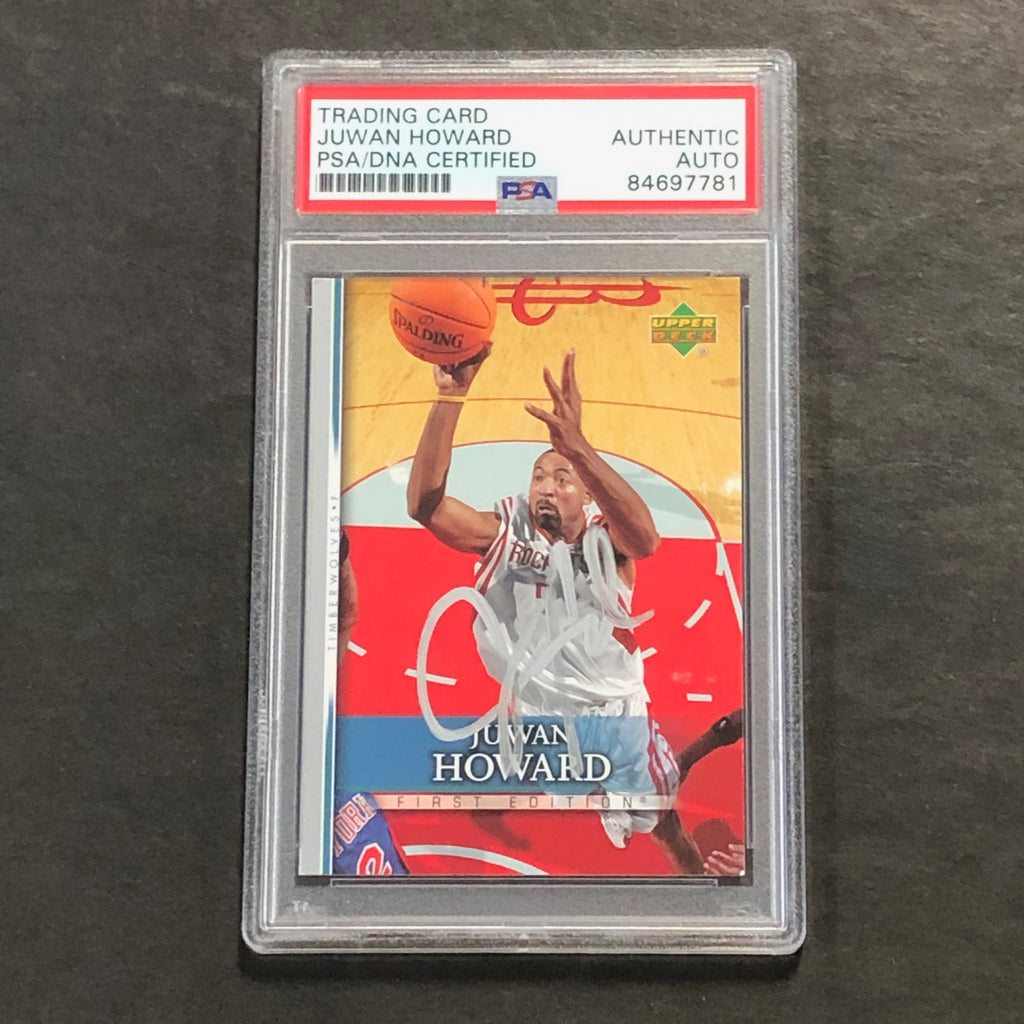 TRADING CARD
JUWAN HOWARD
PSA/DNA CERTIFIED
AUTHENTIC
AUTO
84697781
PSA
SPALDING
UPPER
DECK
TIMBERWOLVES • F
ROCK
JUWAN
HOWARD
FIRST EDITION®